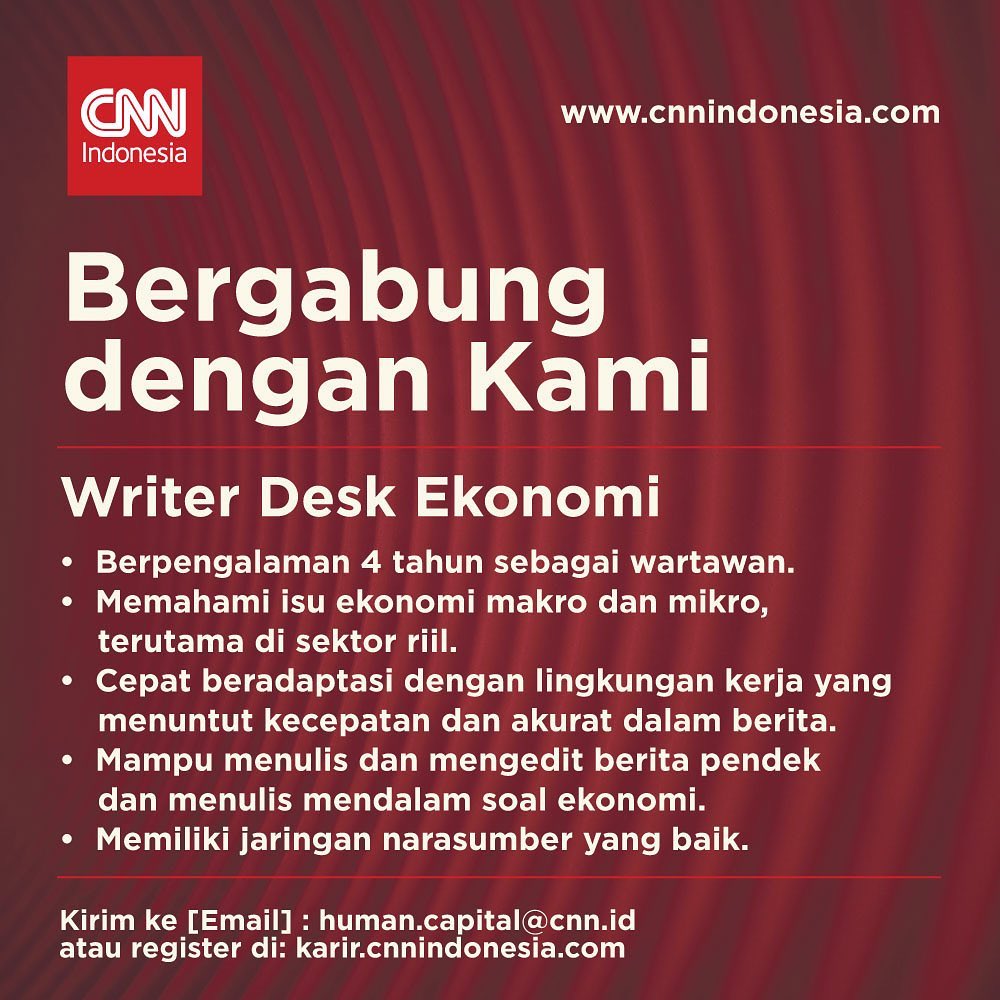 CNN
Indonesia
www.cnnindonesia.com
Bergabung
dengan Kami
Writer Desk Ekonomi
• Berpengalaman 4 tahun sebagai wartawan.
• Memahami isu ekonomi makro dan mikro,
terutama di sektor riil.
• Cepat beradaptasi dengan lingkungan kerja yang
menuntut kecepatan dan akurat dalam berita.
• Mampu menulis dan mengedit berita pendek
dan menulis mendalam soal ekonomi.
• Memiliki jaringan narasumber yang baik.
Kirim ke [Email] : human.capital@cnn.id
atau register di: karir.cnnindonesia.com